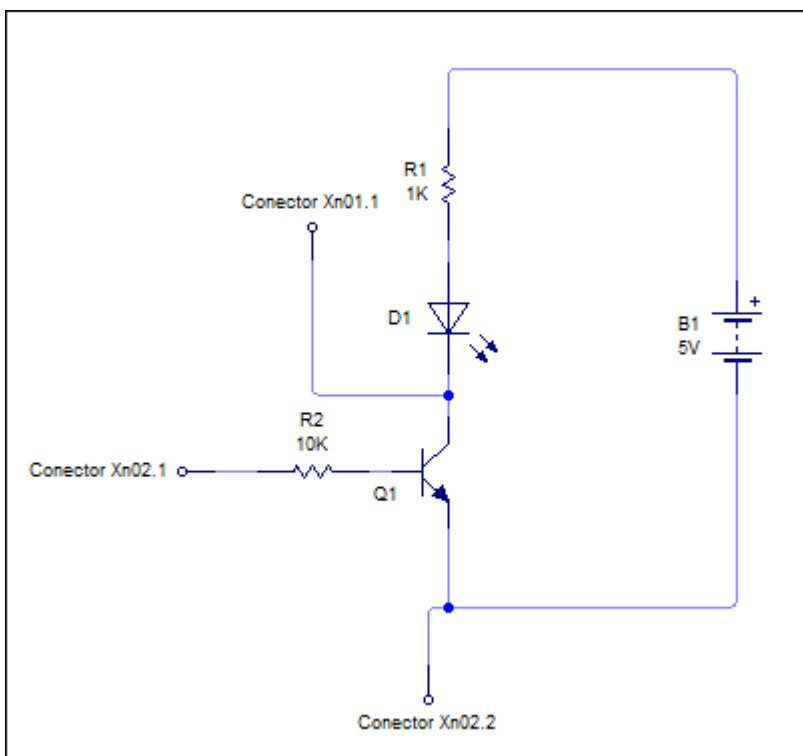 R1
1K
Conector Xn01.1
D1
B1
5V
+
R2
10K
Conector Xn02.1
Q1
Conector Xn02.2